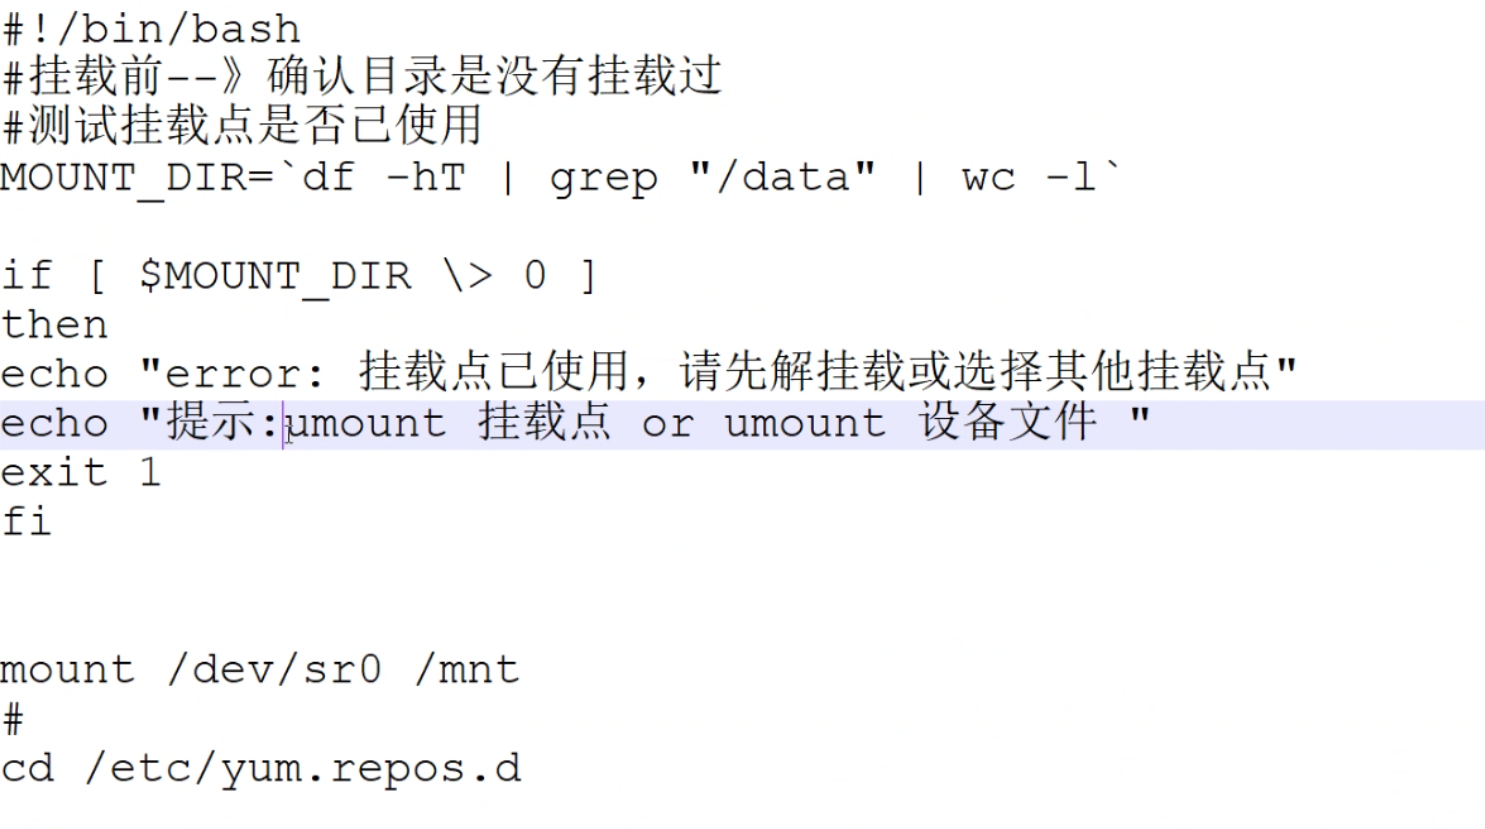 #!/bin/bash
#挂载前--》确认目录是没有挂载过
#测试挂载点是否已使用
MOUNT_DIR=`df -hT | grep "/data" | wc -l`
if [ $MOUNT_DIR \> 0 ]
then
echo "error: 挂载点已使用，请先解挂载或选择其他挂载点"
echo "提示:umount 挂载点 or umount 设备文件 "
exit 1
fi
mount /dev/sr0 /mnt
#
cd /etc/yum.repos.d